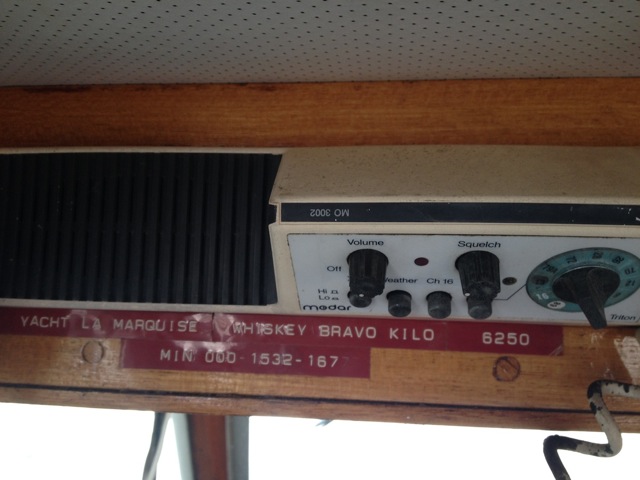 MO 3002
Volume
Squelch
Off
Weather
Ch 16
Hi
Lo
modar
Triton
YACHT LA MARQUISE WHISKEY BRAVO KILO 6250
MIN 000-1532-167